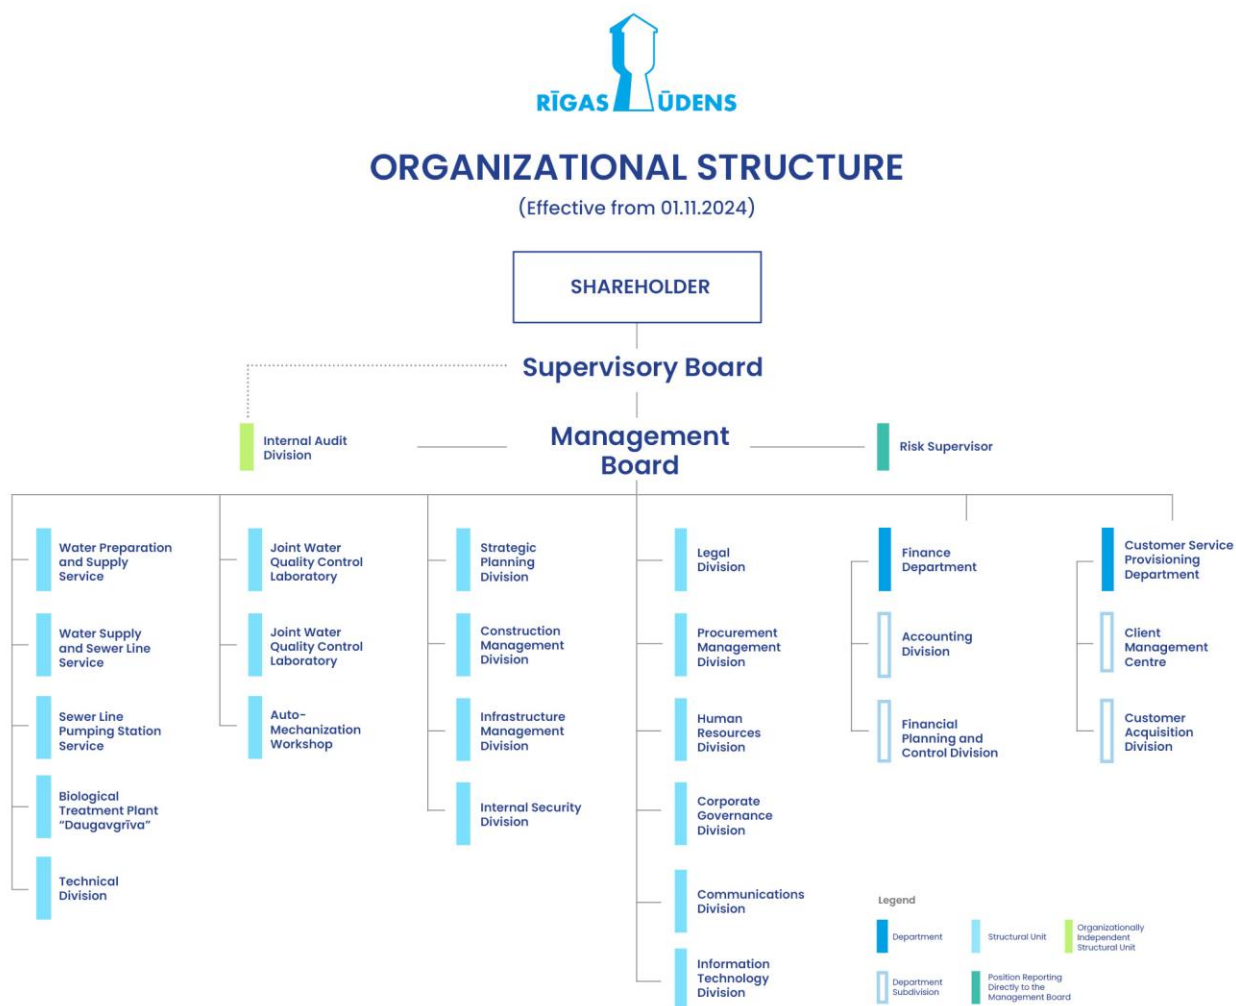 RĪGAS ŪDENS
ORGANIZATIONAL STRUCTURE
(Effective from 01.11.2024)
SHAREHOLDER
Supervisory Board
Internal Audit
Division
Management
Board
Risk Supervisor
Water Preparation
and Supply
Service
Water Supply
and Sewer Line
Service
Sewer Line
Pumping Station
Service
Biological
Treatment Plant
“Daugavgrīva”
Technical
Division
Joint Water
Quality Control
Laboratory
Joint Water
Quality Control
Laboratory
Auto-
Mechanization
Workshop
Strategic
Planning
Division
Construction
Management
Division
Infrastructure
Management
Division
Internal Security
Division
Legal
Division
Procurement
Management
Division
Human
Resources
Division
Corporate
Governance
Division
Communications
Division
Information
Technology
Division
Finance
Department
Accounting
Division
Financial
Planning and
Control Division
Customer Service
Provisioning
Department
Client
Management
Centre
Customer
Acquisition
Division
Legend
Department
Structural Unit
Organizationally
Independent
Structural Unit
Department
Subdivision
Position Reporting
Directly to the
Management Board